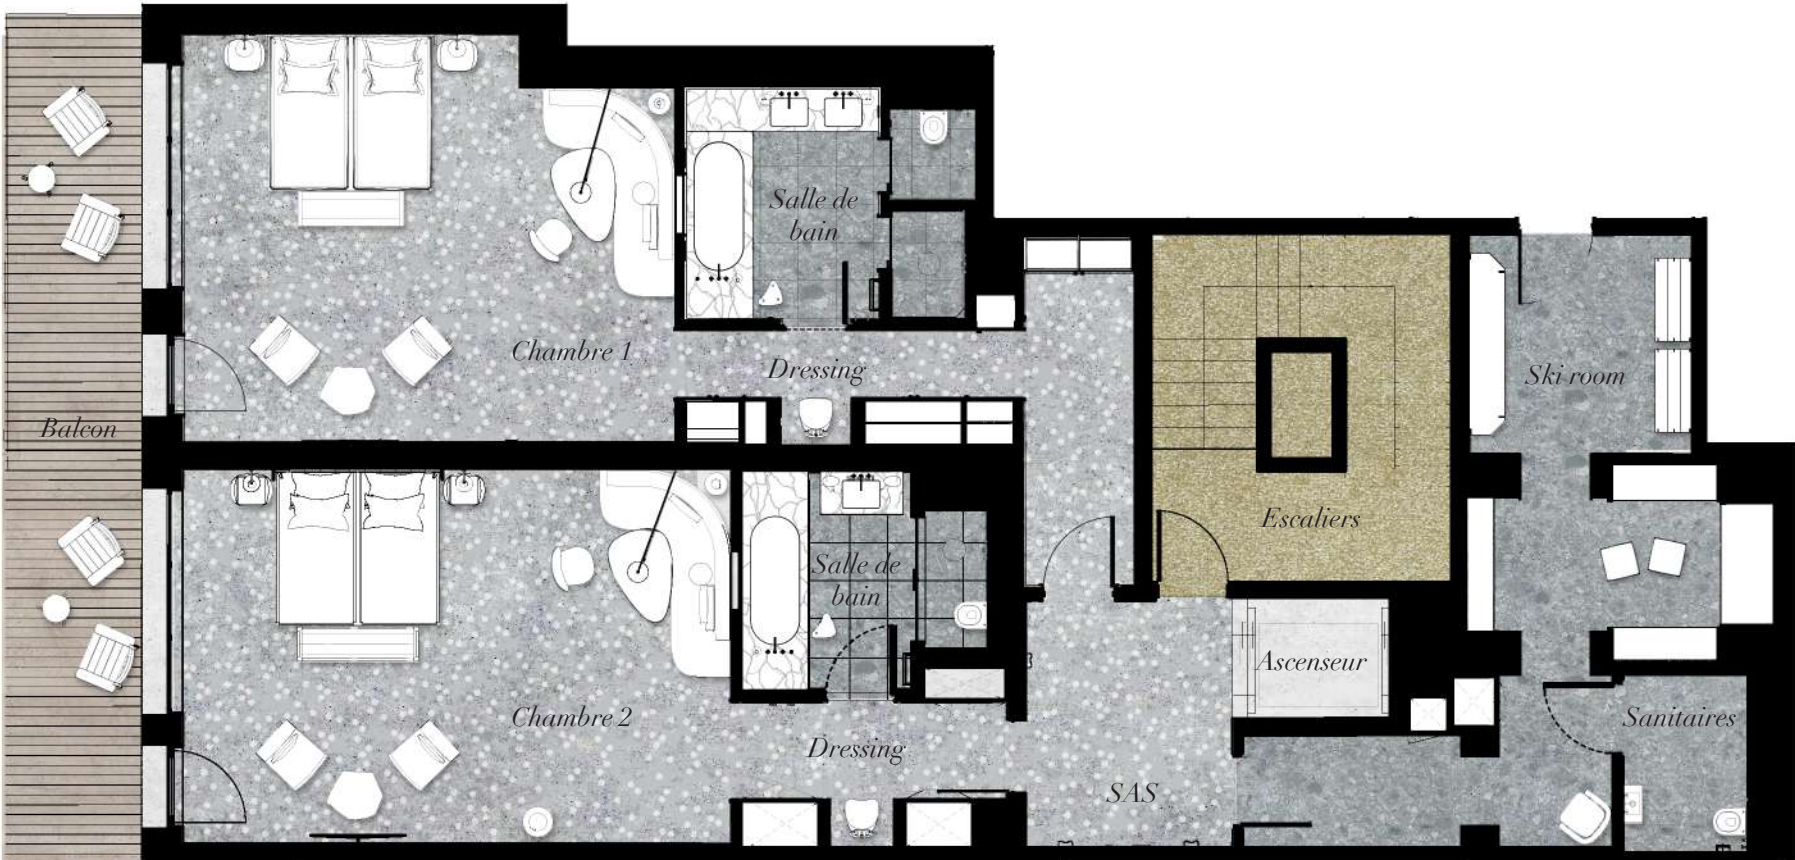 Salle de
bain
Chambre 1
Dressing
Ski room
Balcon
Escaliers
Salle de
bain
Ascenseur
Chambre 2
Sanitaires
Dressing
SAS